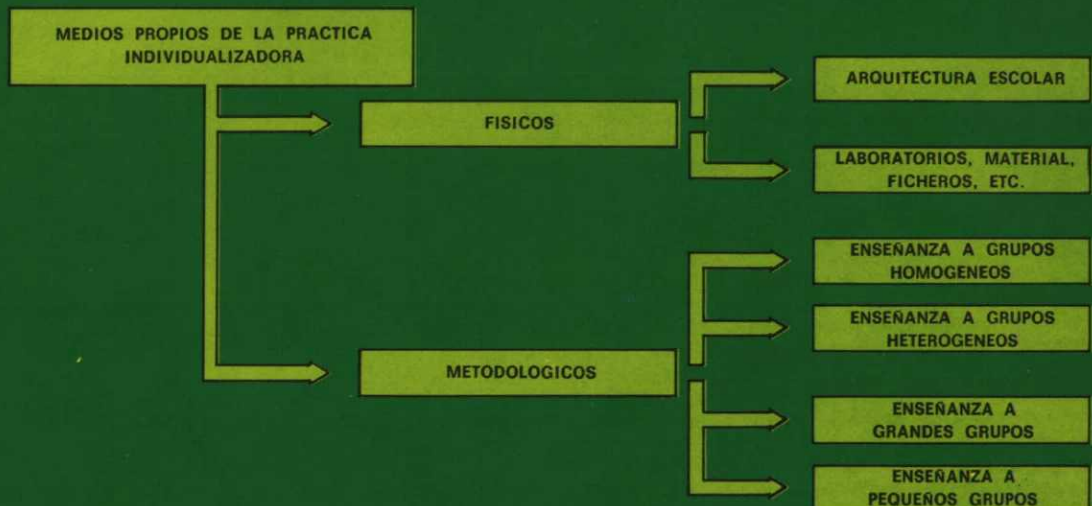 MEDIOS PROPIOS DE LA PRACTICA
INDIVIDUALIZADORA
FISICOS
ARQUITECTURA ESCOLAR
LABORATORIOS, MATERIAL,
FICHEROS, ETC.
METODOLOGICOS
ENSEÑANZA A GRUPOS
HOMOGENEOS
ENSEÑANZA A GRUPOS
HETEROGENEOS
ENSEÑANZA A
GRANDES GRUPOS
ENSEÑANZA A
PEQUEÑOS GRUPOS